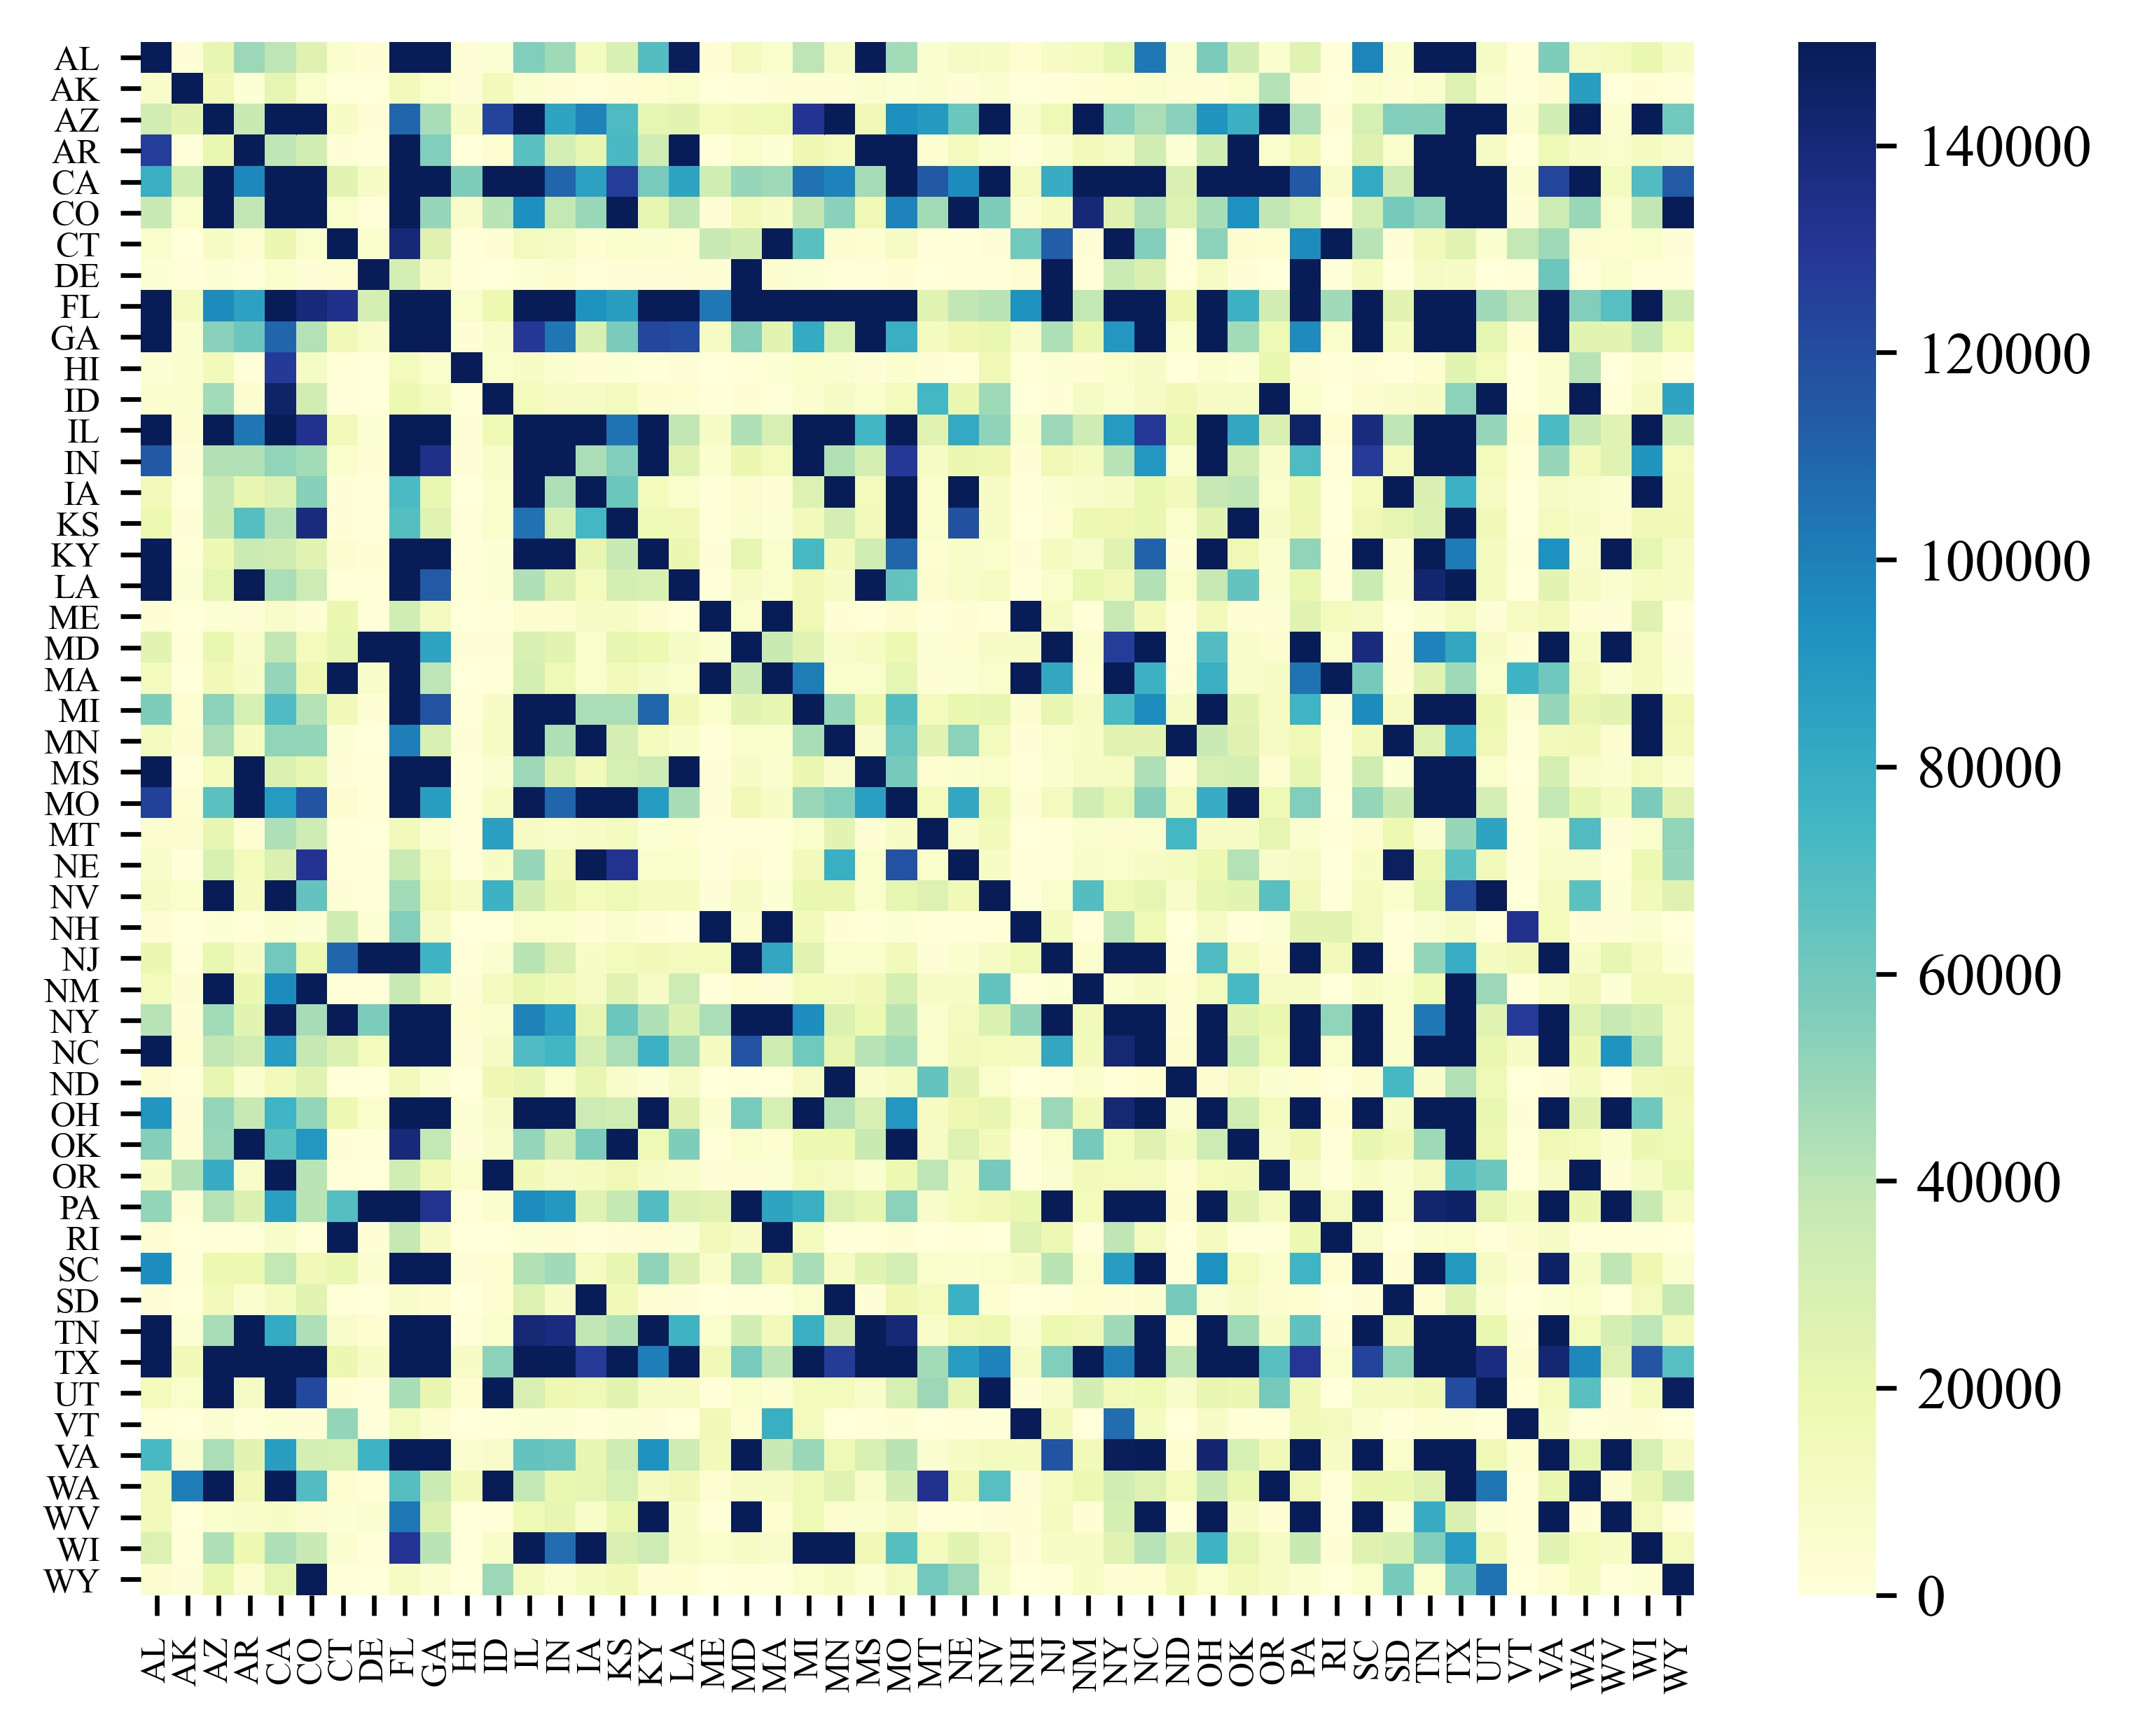 AL
AK
AZ
AR
CA
CO
CT
DE
FL
GA
HI
ID
IL
IN
IA
KS
KY
LA
ME
MD
MA
MI
MN
MS
MO
MT
NE
NV
NH
NJ
NM
NY
NC
ND
OH
OK
OR
PA
RI
SC
SD
TN
TX
UT
VT
VA
WA
WV
WI
WY
AL AK AZ AR CA CO CT DE FL GA HI ID IL IN IA KS KY LA ME MD MA MI MN MS MO MT NE NV NH NJ NM NY NC ND OH OK OR PA RI SC SD TN TX UT VT VA WA WV WI WY
140000
120000
100000
80000
60000
40000
20000
0